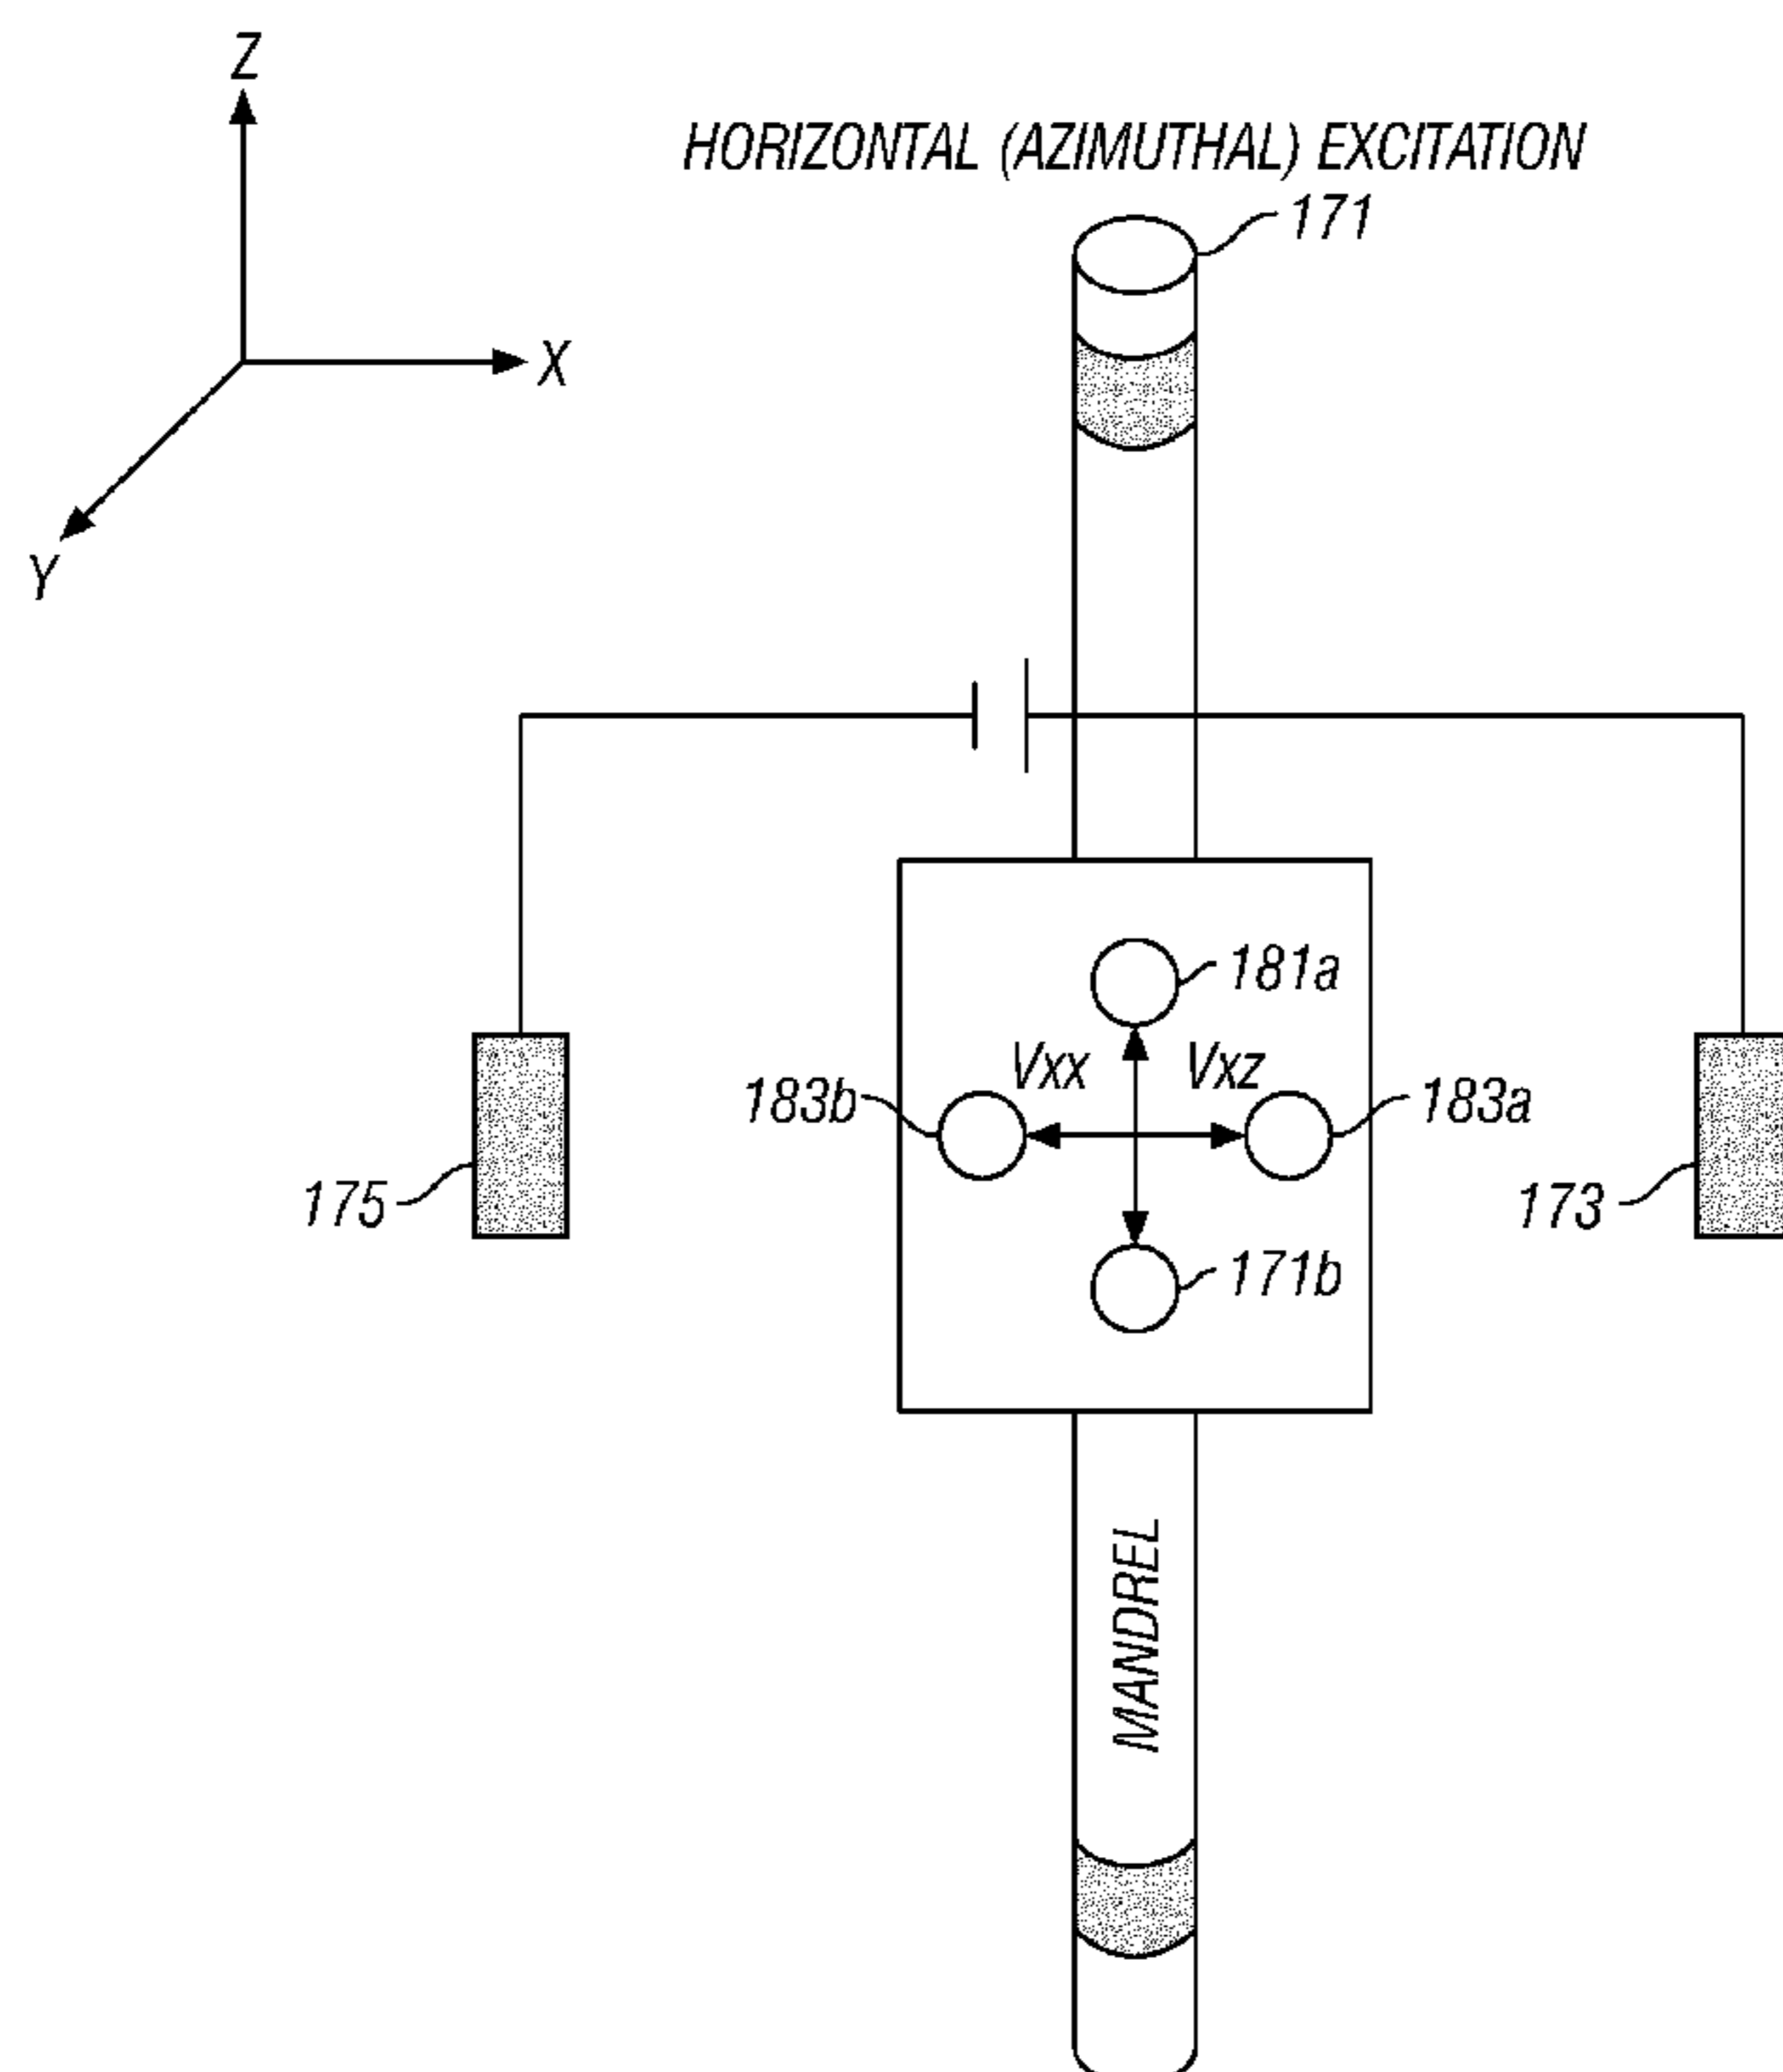 Z
HORIZONTAL (AZIMUTHAL) EXCITATION
171
X
Y
181a
Vxx
Vxz
183b
183a
175
173
171b
MANDREL